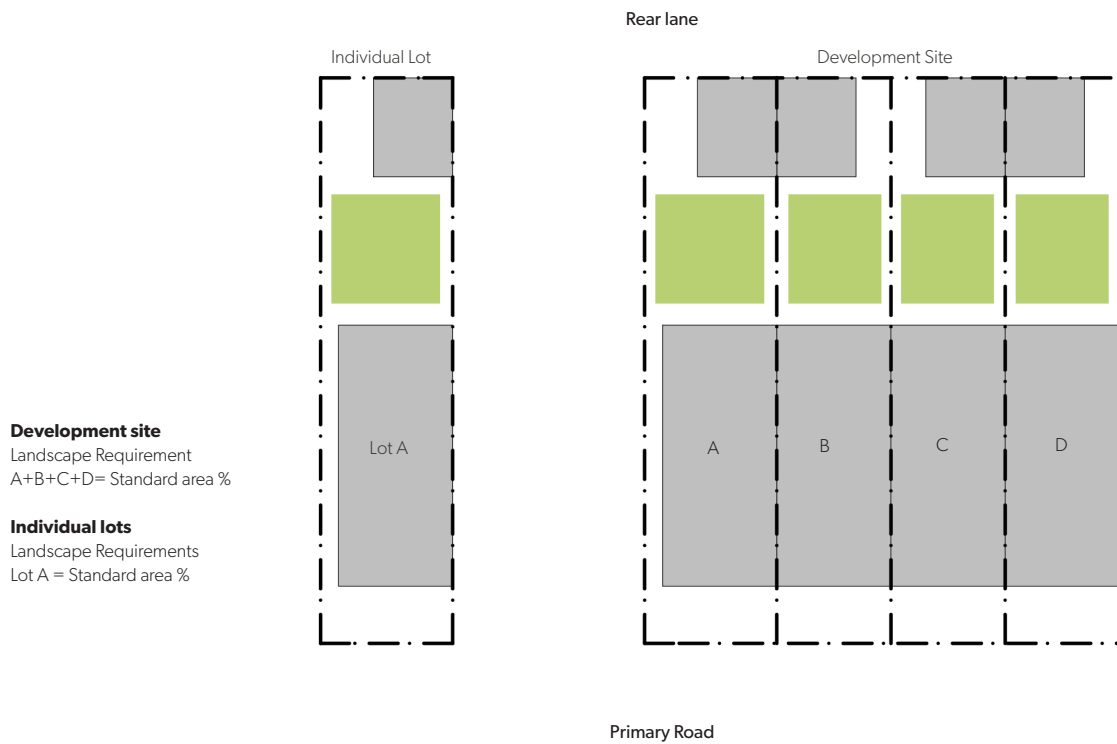 Rear lane
Individual Lot
Development Site
Lot A
A
B
C
D
Development site
Landscape Requirement
A+B+C+D= Standard area %
Individual lots
Landscape Requirements
Lot A = Standard area %
Primary Road